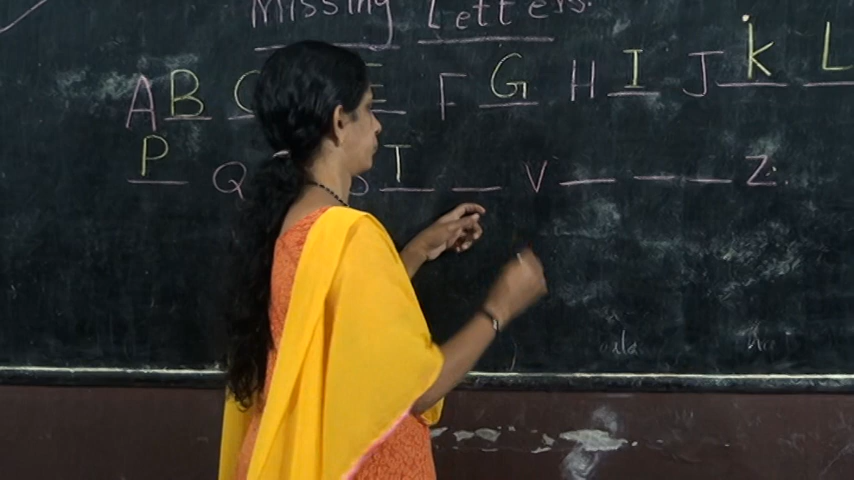 Missing Letters.
A B C E F G H I J K L
P Q S T _ V _ _ _ Z